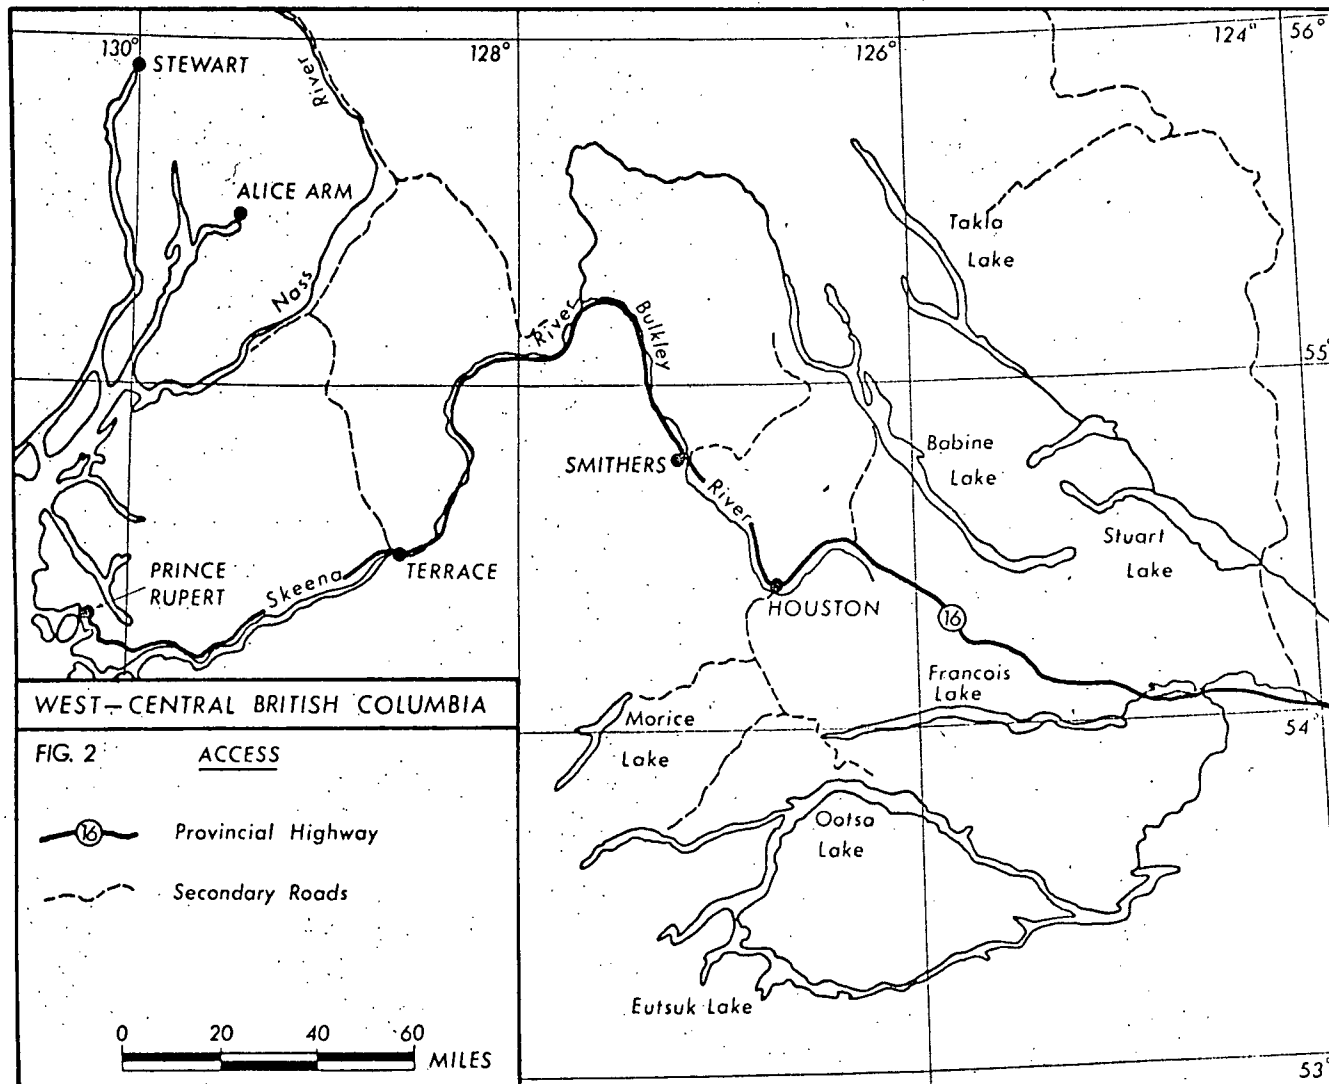 130°
128°
126°
124°
56°
STEWART
River
ALICE ARM
Takla
Lake
Nass
River
Bulkley
55°
Babine
Lake
SMITHERS
River
Stuart
Lake
PRINCE
RUPERT
Skeena
TERRACE
HOUSTON
16
Francois
Lake
Morice
Lake
54°
Ootsa
Lake
Eutsuk Lake
53°
WEST-CENTRAL BRITISH COLUMBIA
FIG. 2 ACCESS
16 Provincial Highway
Secondary Roads
0 20 40 60
MILES